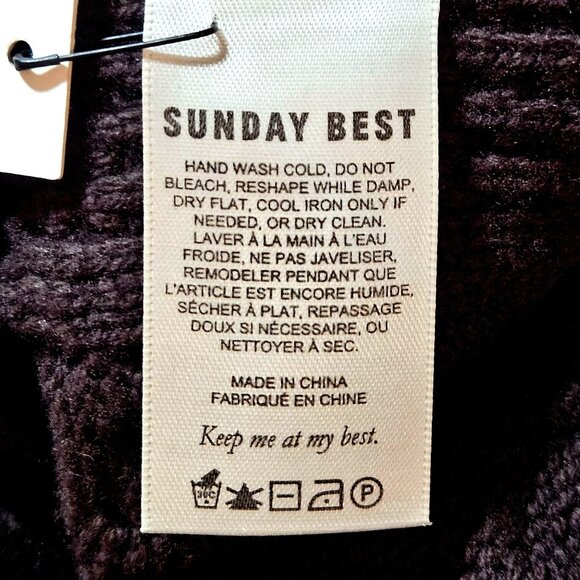 SUNDAY BEST
HAND WASH COLD, DO NOT
BLEACH, RESHAPE WHILE DAMP,
DRY FLAT, COOL IRON ONLY IF
NEEDED, OR DRY CLEAN.
LAVER À LA MAIN À L'EAU
FROIDE, NE PAS JAVELISER,
REMODELER PENDANT QUE
L'ARTICLE EST ENCORE HUMIDE,
SÉCHER À PLAT, REPASSAGE
DOUX SI NÉCESSAIRE, OU
NETTOYER À SEC.
MADE IN CHINA
FABRIQUÉ EN CHINE
Keep me at my best.
30C P